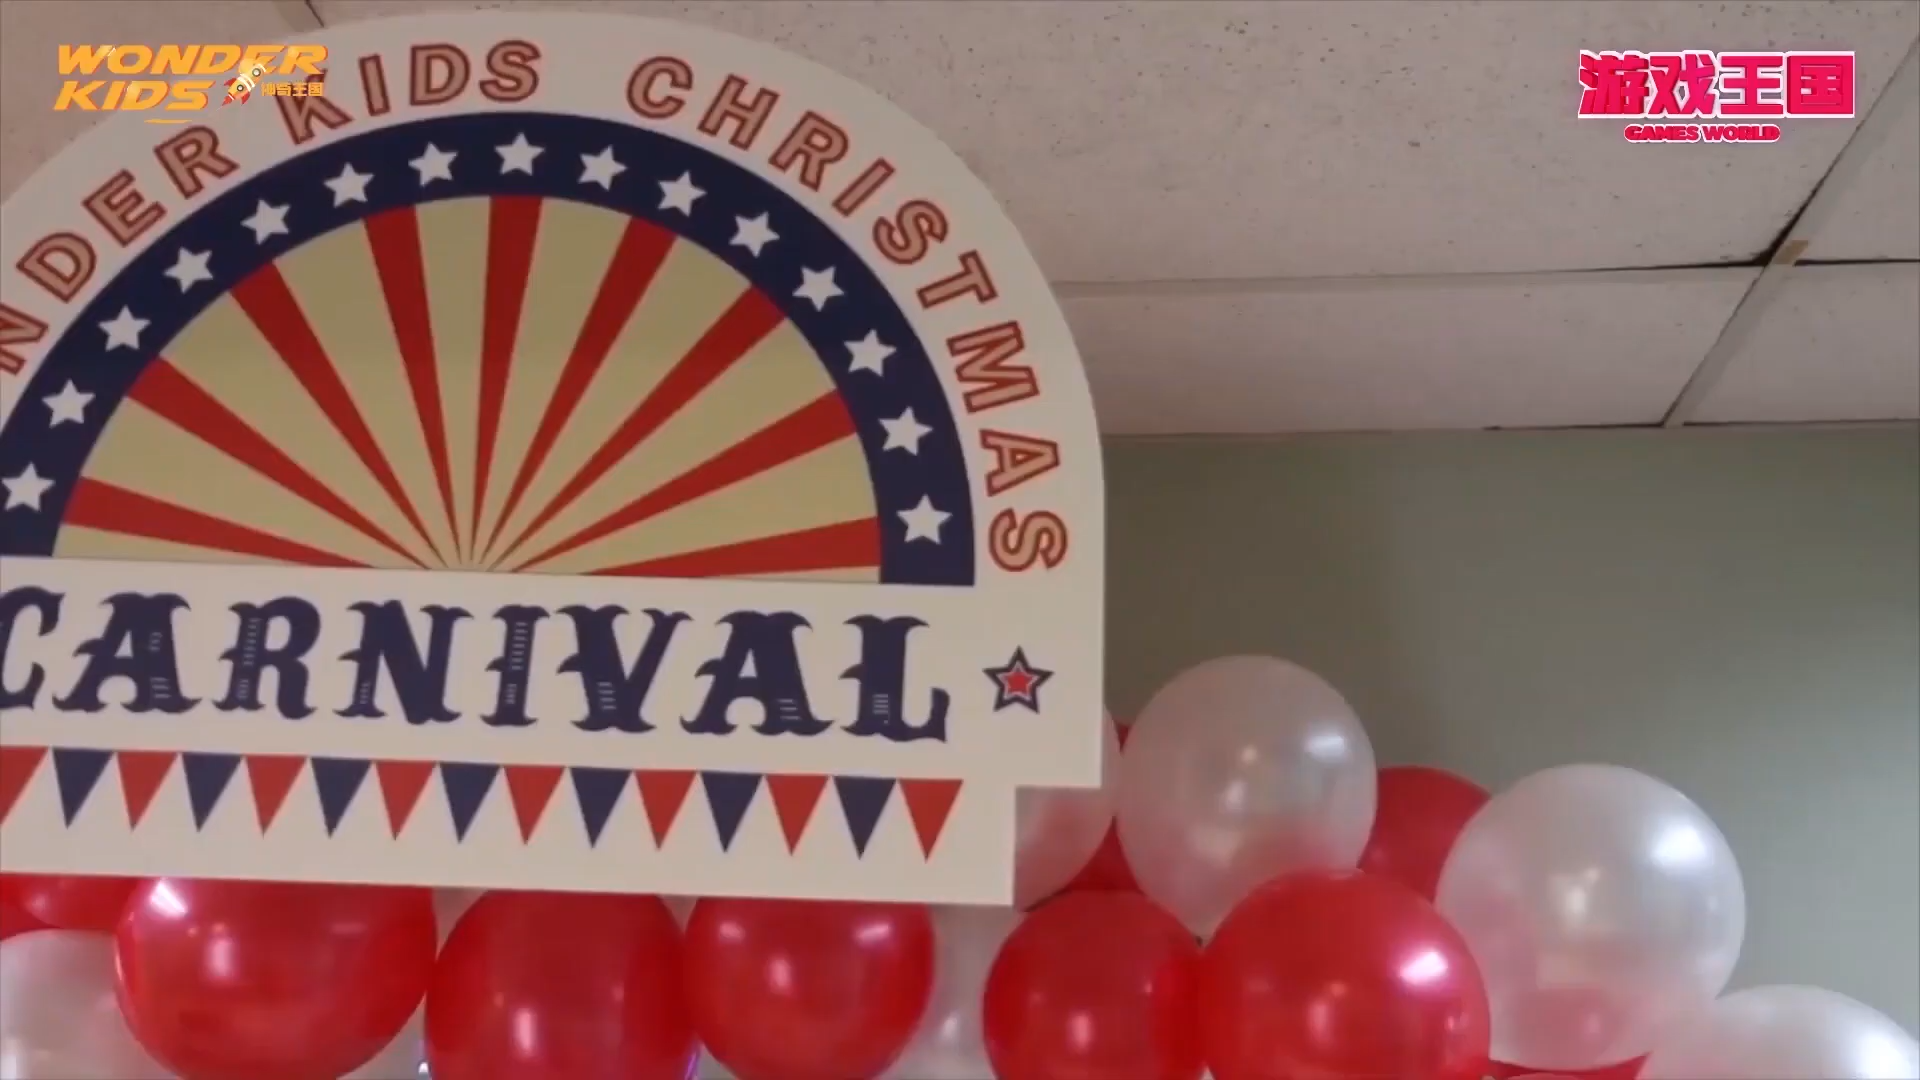 WONDER
KIDS 神奇王国
游戏王国
GAMES WORLD
NDER KIDS CHRISTMAS
CARNIVAL